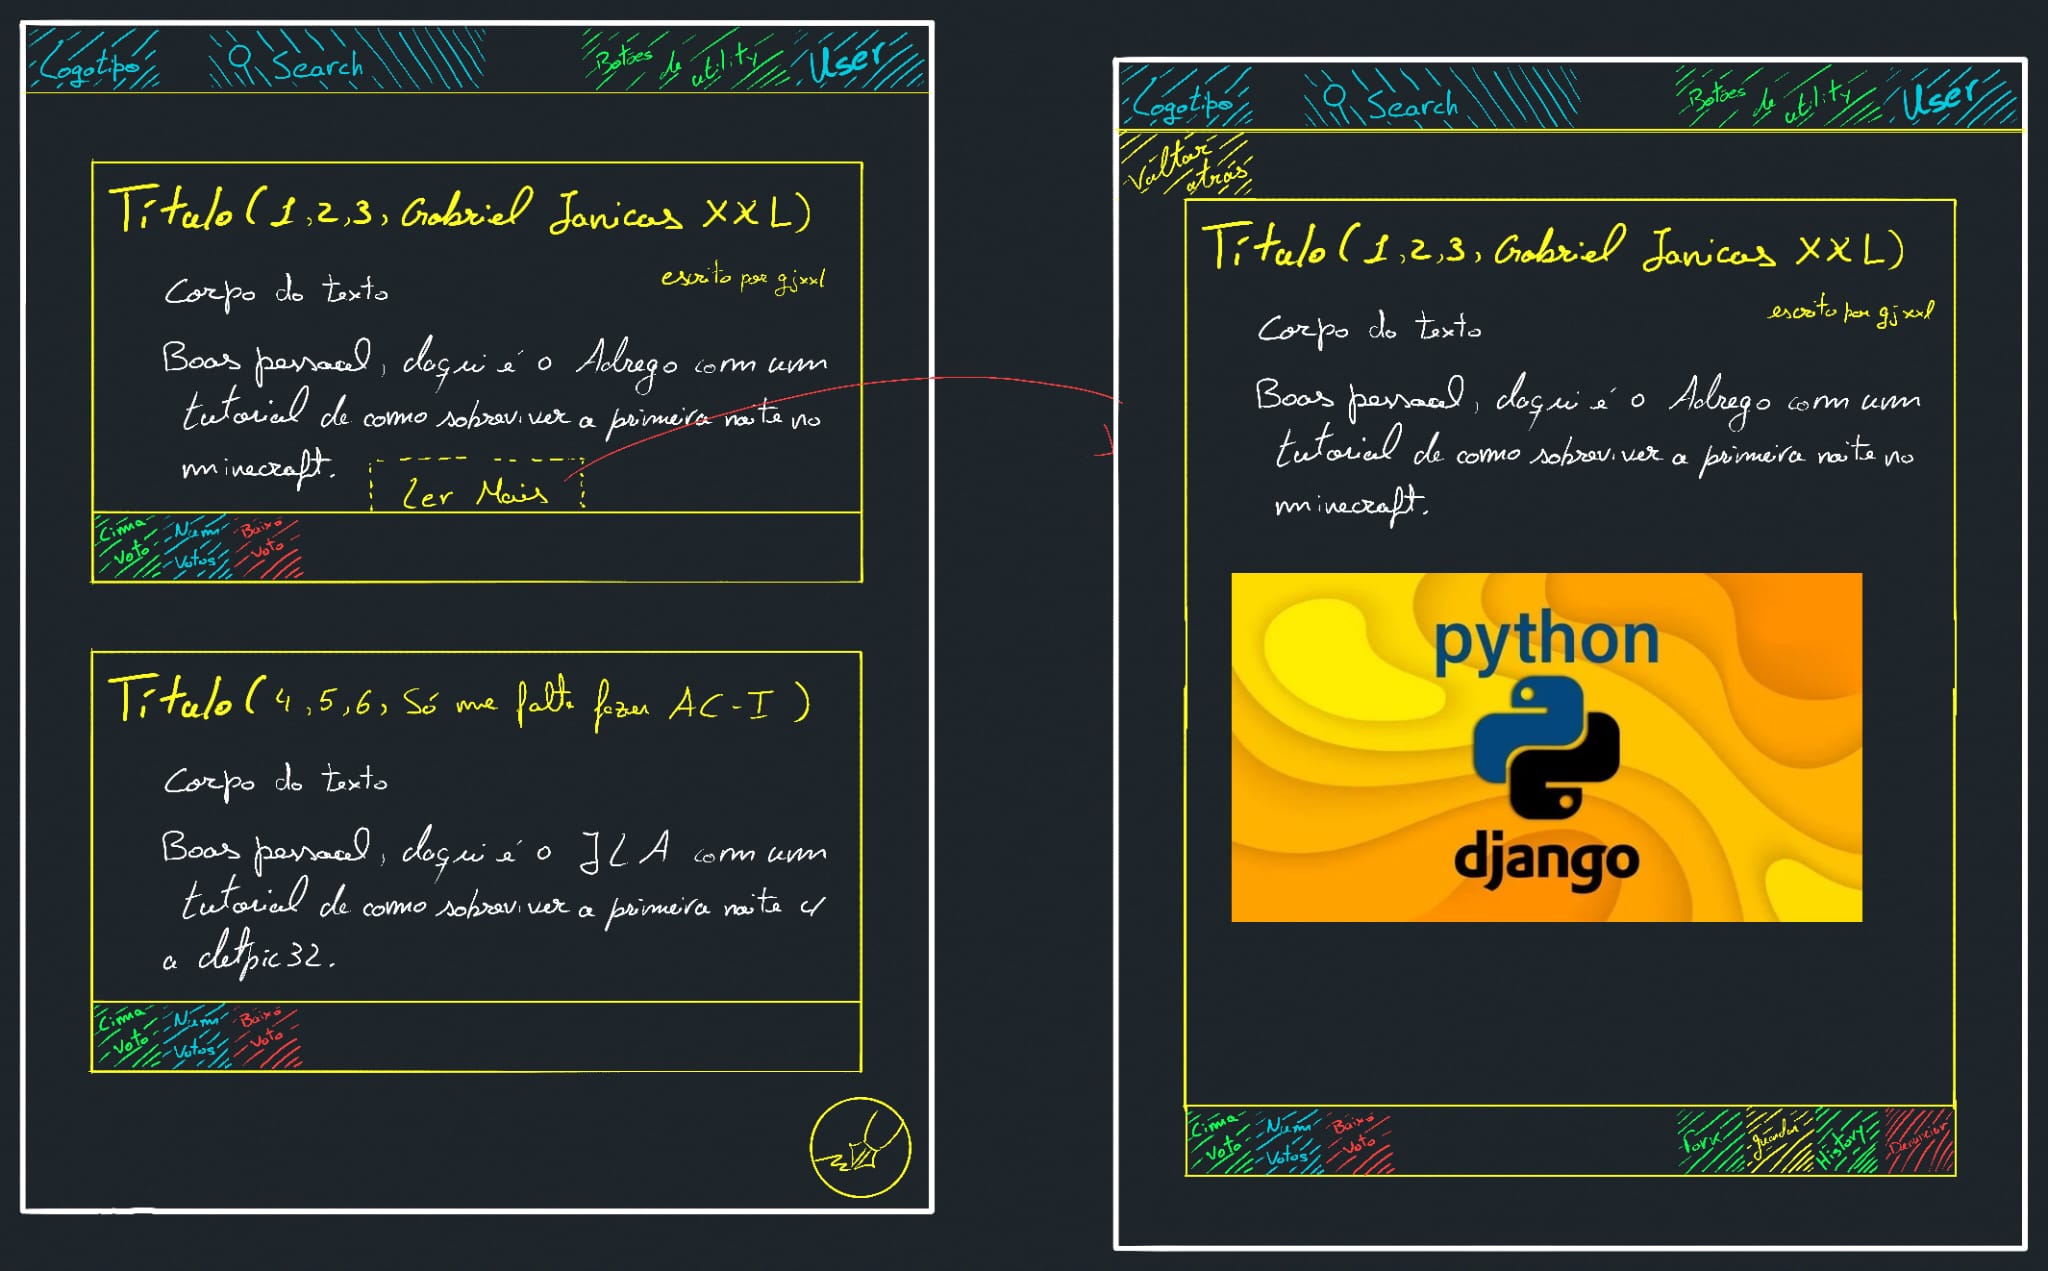 Logotipo Search Botões de utility User
Título (1,2,3, Gabriel Janicas XXL)
escrito por gjxxl
Corpo do texto
Boas pessoal, daqui é o Adrego com um
tutorial de como sobreviver a primeira noite no
minecraft.
Ler Mais
Cima Voto Num Votos Baixo Voto
Título (4,5,6, Só me falta fazer AC-I)
Corpo do texto
Boas pessoal, daqui é o JLA com um
tutorial de como sobreviver a primeira noite c/
a detpic32.
Cima Voto Num Votos Baixo Voto
Logotipo Search Botões de utility User
Voltar atrás
Título (1,2,3, Gabriel Janicas XXL)
escrito por gjxxl
Corpo do texto
Boas pessoal, daqui é o Adrego com um
tutorial de como sobreviver a primeira noite no
minecraft.
python
django
Cima Voto Num Votos Baixo Voto Fork guardar History Denunciar